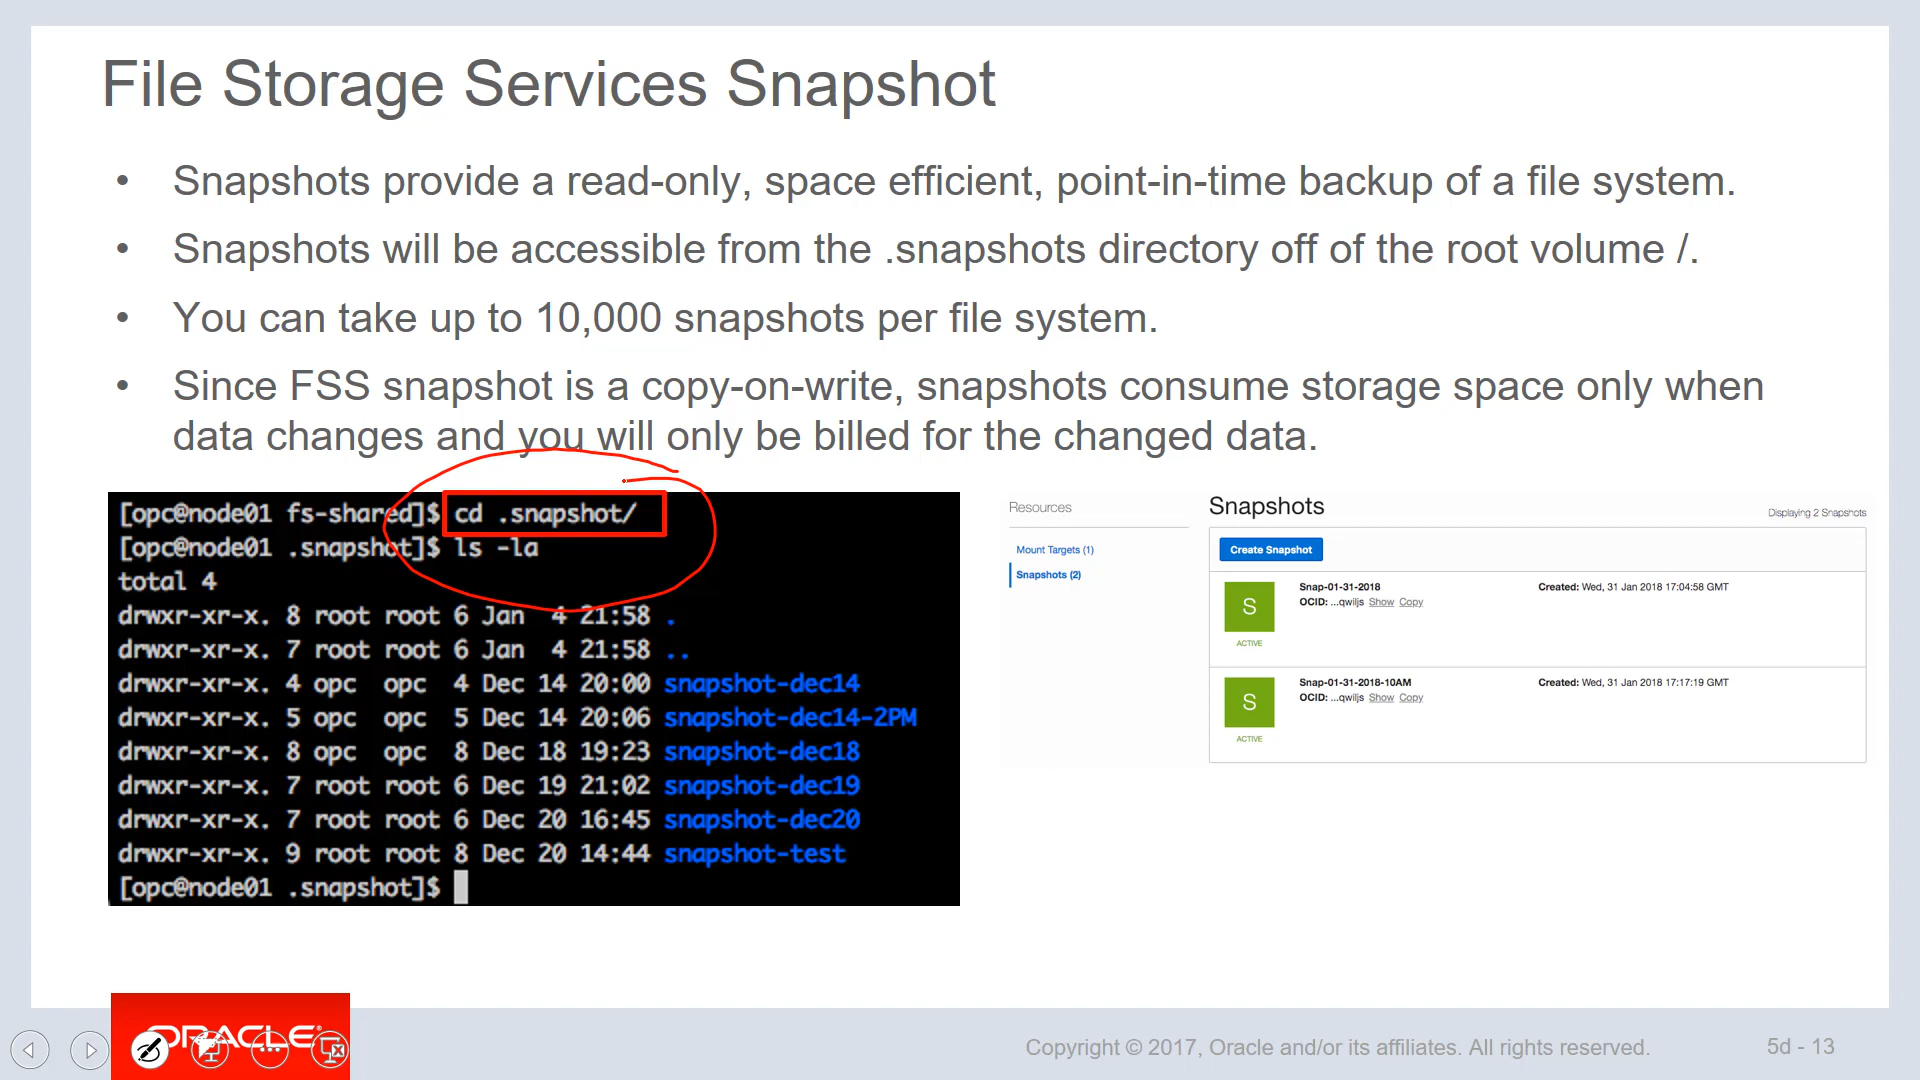 File Storage Services Snapshot
• Snapshots provide a read-only, space efficient, point-in-time backup of a file system.
• Snapshots will be accessible from the .snapshots directory off of the root volume /.
• You can take up to 10,000 snapshots per file system.
• Since FSS snapshot is a copy-on-write, snapshots consume storage space only when
data changes and you will only be billed for the changed data.
[opc@node01 fs-shared]$ cd .snapshot/
[opc@node01 .snapshot]$ ls -la
total 4
drwxr-xr-x. 8 root root 6 Jan  4 21:58 .
drwxr-xr-x. 7 root root 6 Jan  4 21:58 ..
drwxr-xr-x. 4 opc  opc  4 Dec 14 20:00 snapshot-dec14
drwxr-xr-x. 5 opc  opc  5 Dec 14 20:06 snapshot-dec14-2PM
drwxr-xr-x. 8 opc  opc  8 Dec 18 19:23 snapshot-dec18
drwxr-xr-x. 7 root root 6 Dec 19 21:02 snapshot-dec19
drwxr-xr-x. 7 root root 6 Dec 20 16:45 snapshot-dec20
drwxr-xr-x. 9 root root 8 Dec 20 14:44 snapshot-test
[opc@node01 .snapshot]$
Resources
Mount Targets (1)
Snapshots (2)
Snapshots
Displaying 2 Snapshots
Create Snapshot
S
ACTIVE
Snap-01-31-2018
OCID: ...qwiljs Show Copy
Created: Wed, 31 Jan 2018 17:04:58 GMT
S
ACTIVE
Snap-01-31-2018-10AM
OCID: ...qwiljs Show Copy
Created: Wed, 31 Jan 2018 17:17:19 GMT
ORACLE®
Copyright © 2017, Oracle and/or its affiliates. All rights reserved.
5d - 13